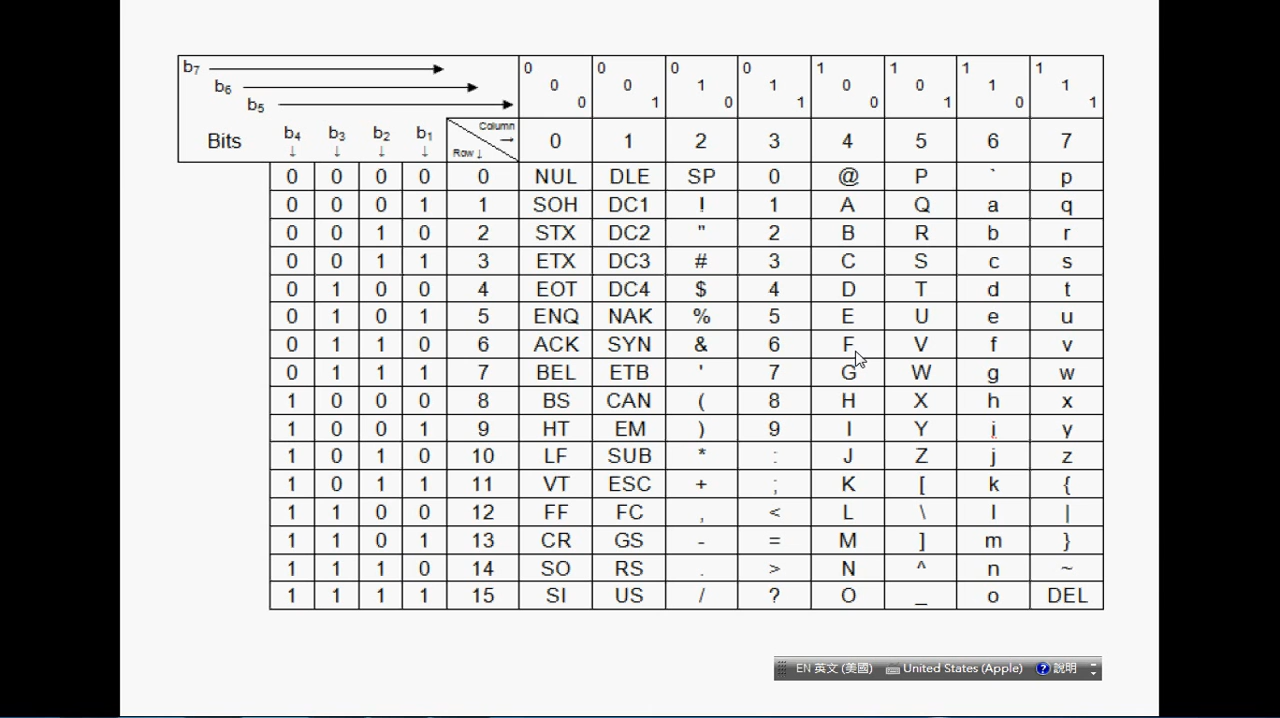 b7 0 0 0 0 1 1 1 1
b6 0 0 1 1 0 0 1 1
b5 0 1 0 1 0 1 0 1
Bits b4 b3 b2 b1 Column → Row ↓ 0 1 2 3 4 5 6 7
↓ ↓ ↓ ↓
0 0 0 0 0 NUL DLE SP 0 @ P ` p
0 0 0 1 1 SOH DC1 ! 1 A Q a q
0 0 1 0 2 STX DC2 " 2 B R b r
0 0 1 1 3 ETX DC3 # 3 C S c s
0 1 0 0 4 EOT DC4 $ 4 D T d t
0 1 0 1 5 ENQ NAK % 5 E U e u
0 1 1 0 6 ACK SYN & 6 F V f v
0 1 1 1 7 BEL ETB ' 7 G W g w
1 0 0 0 8 BS CAN ( 8 H X h x
1 0 0 1 9 HT EM ) 9 I Y i y
1 0 1 0 10 LF SUB * : J Z j z
1 0 1 1 11 VT ESC + ; K [ k {
1 1 0 0 12 FF FC , < L \ l |
1 1 0 1 13 CR GS - = M ] m }
1 1 1 0 14 SO RS . > N ^ n ~
1 1 1 1 15 SI US / ? O _ o DEL
EN 英文 (美國) United States (Apple) ? 說明